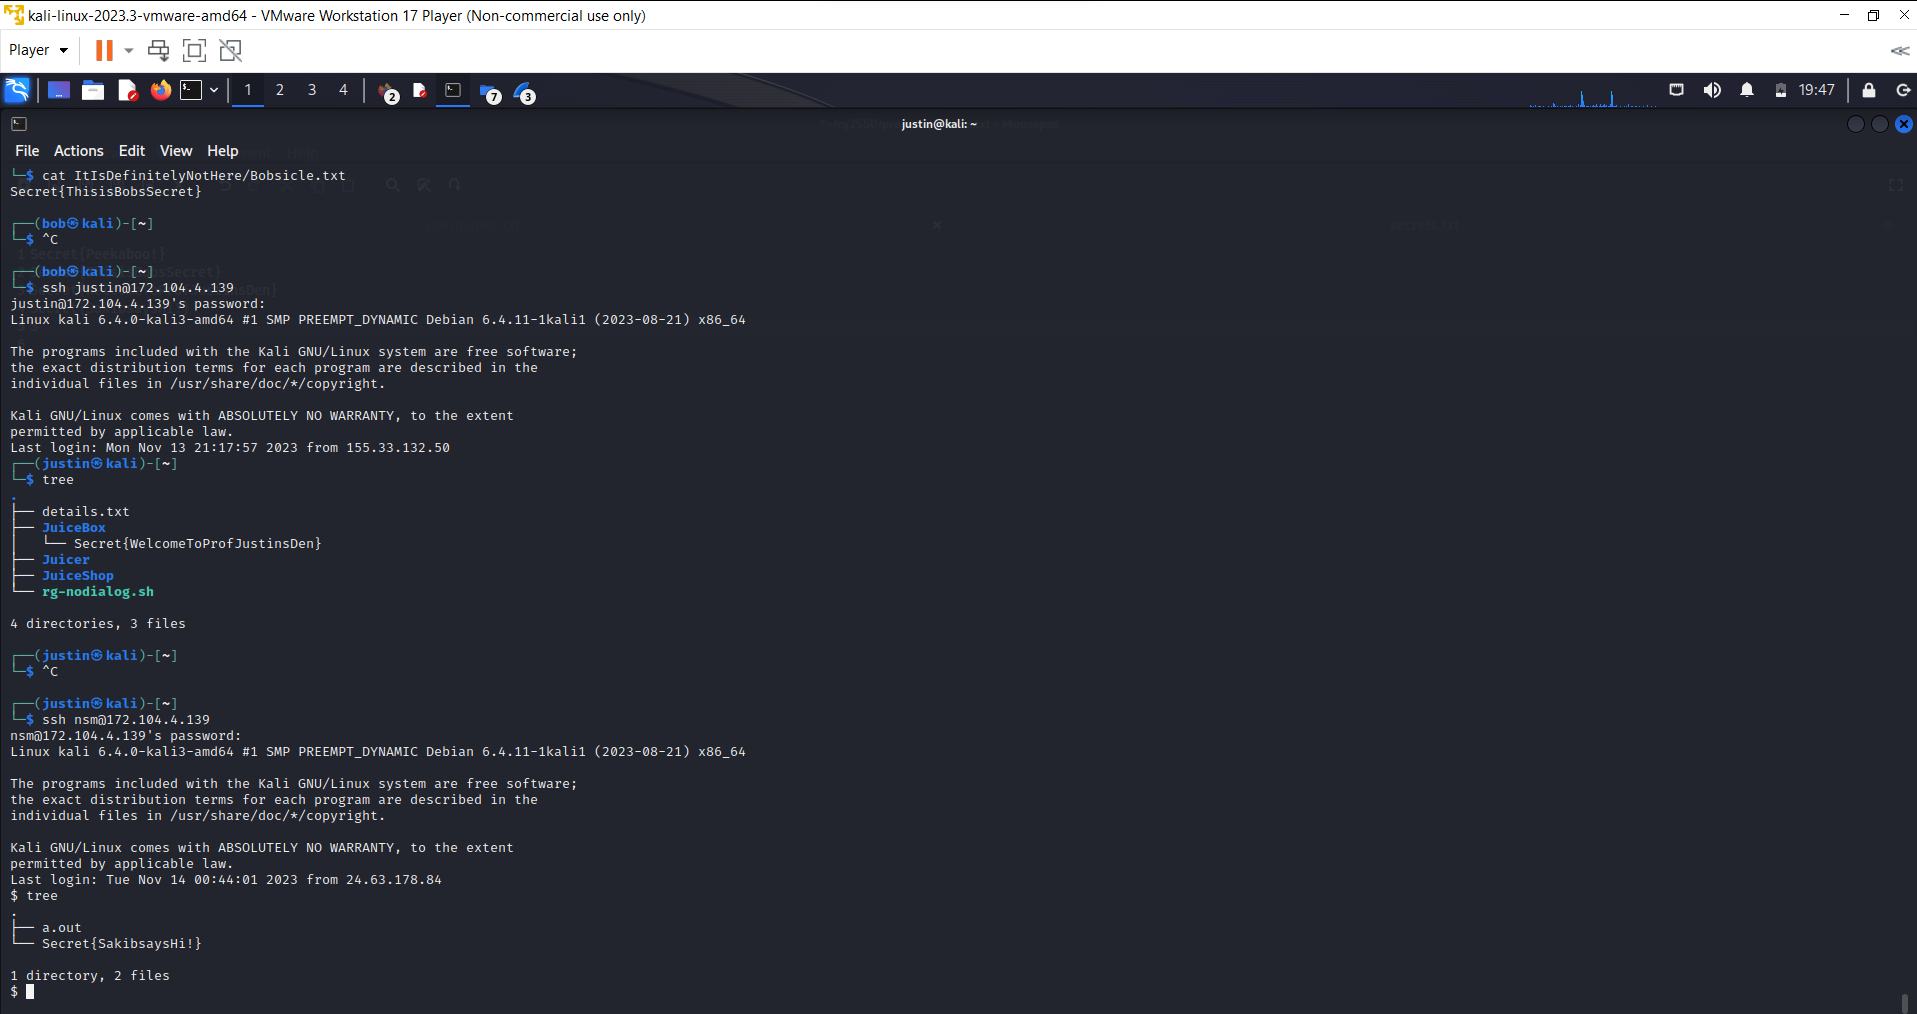 kali-linux-2023.3-vmware-amd64 - VMware Workstation 17 Player (Non-commercial use only)
Player
1 2 3 4 2 7 3 19:47
justin@kali: ~
File Actions Edit View Help
└─$ cat ItIsDefinitelyNotHere/Bobsicle.txt
Secret{ThisisBobsSecret}
┌──(bob㉿kali)-[~]
└─$ ^C
1 Secret{Peekaboo!}
┌──(bob㉿kali)-[~]
└─$ ssh justin@172.104.4.139
justin@172.104.4.139's password:
Linux kali 6.4.0-kali3-amd64 #1 SMP PREEMPT_DYNAMIC Debian 6.4.11-1kali1 (2023-08-21) x86_64
The programs included with the Kali GNU/Linux system are free software;
the exact distribution terms for each program are described in the
individual files in /usr/share/doc/*/copyright.
Kali GNU/Linux comes with ABSOLUTELY NO WARRANTY, to the extent
permitted by applicable law.
Last login: Mon Nov 13 21:17:57 2023 from 155.33.132.50
┌──(justin㉿kali)-[~]
└─$ tree
.
├── details.txt
├── JuiceBox
│   └── Secret{WelcomeToProfJustinsDen}
├── Juicer
├── JuiceShop
└── rg-nodialog.sh
4 directories, 3 files
┌──(justin㉿kali)-[~]
└─$ ^C
┌──(justin㉿kali)-[~]
└─$ ssh nsm@172.104.4.139
nsm@172.104.4.139's password:
Linux kali 6.4.0-kali3-amd64 #1 SMP PREEMPT_DYNAMIC Debian 6.4.11-1kali1 (2023-08-21) x86_64
The programs included with the Kali GNU/Linux system are free software;
the exact distribution terms for each program are described in the
individual files in /usr/share/doc/*/copyright.
Kali GNU/Linux comes with ABSOLUTELY NO WARRANTY, to the extent
permitted by applicable law.
Last login: Tue Nov 14 00:44:01 2023 from 24.63.178.84
$ tree
.
├── a.out
└── Secret{SakibsaysHi!}
1 directory, 2 files
$